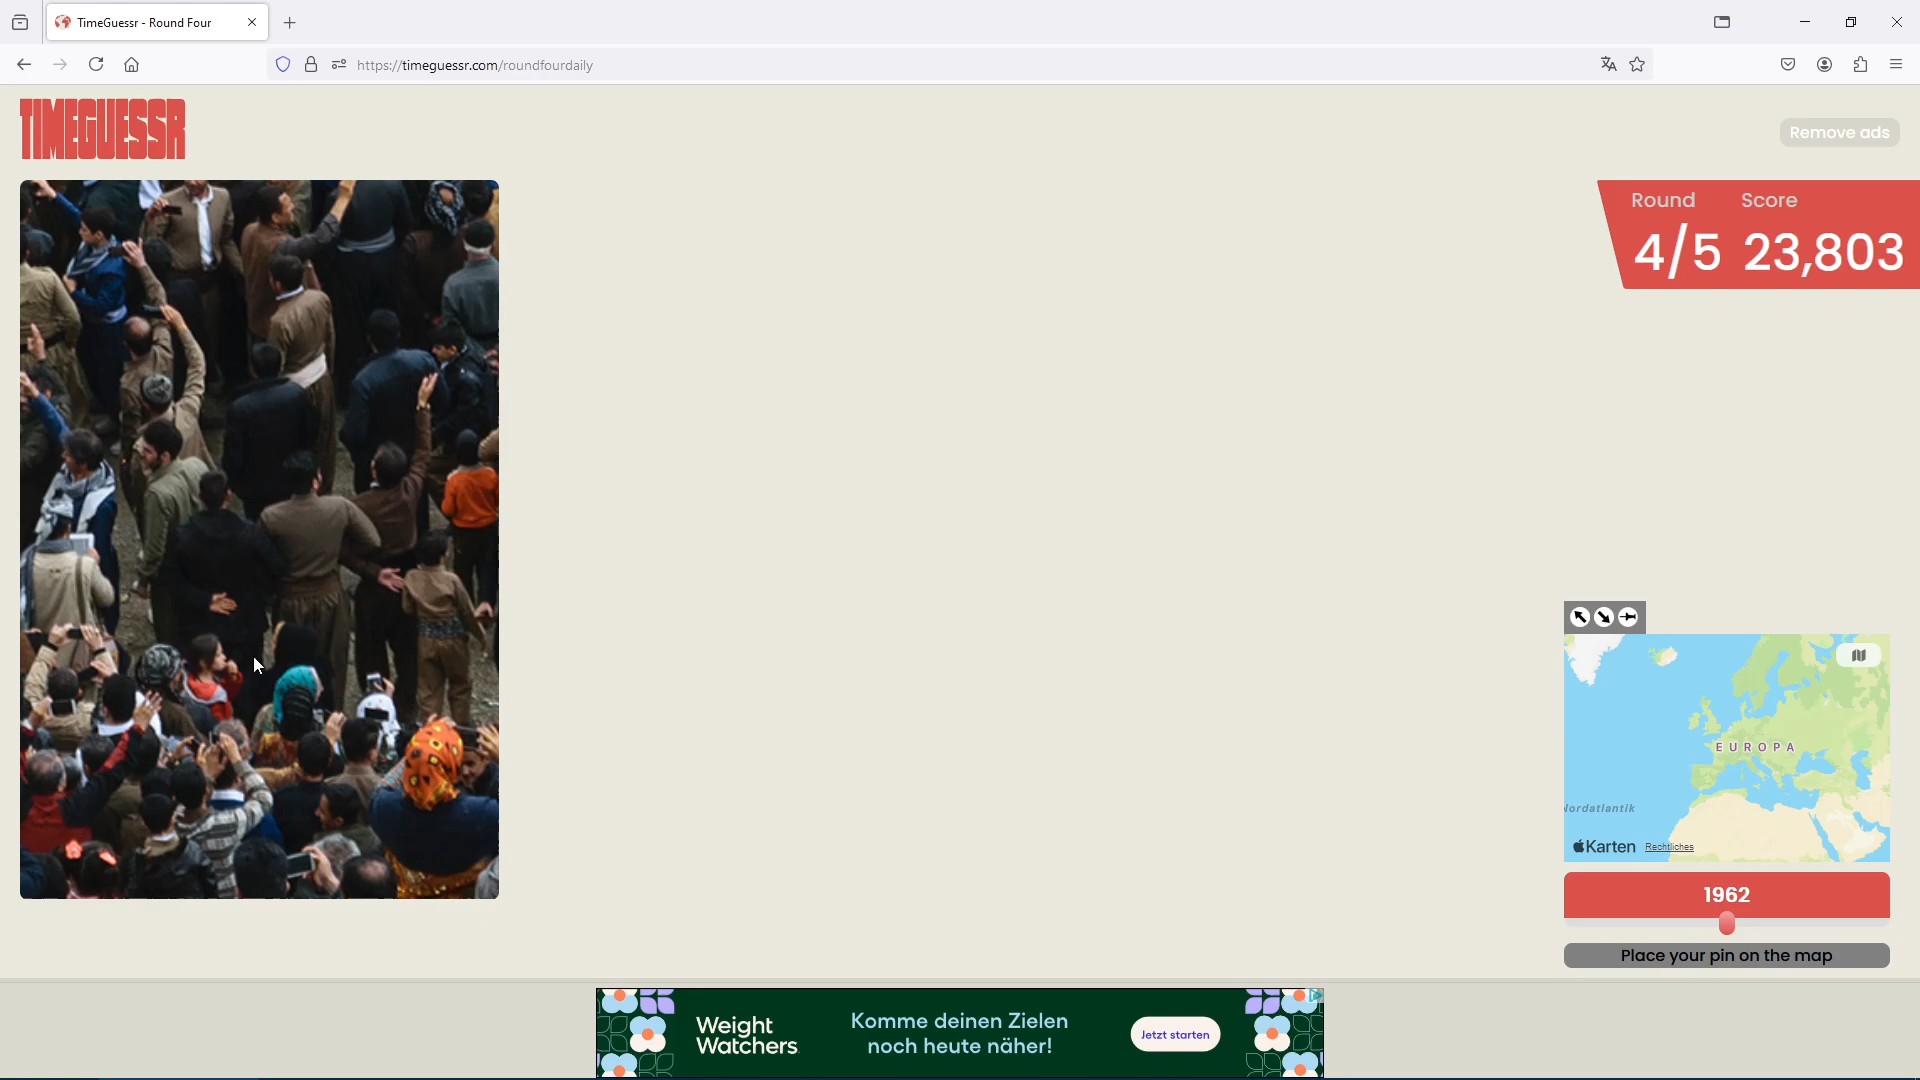 TimeGuessr - Round Four
https://timeguessr.com/roundfourdaily
TIMEGUESSR
Remove ads
Round Score
4/5 23,803
EUROPA
Nordatlantik
Karten Rechtliches
1962
Place your pin on the map
Weight Watchers
Komme deinen Zielen
noch heute näher!
Jetzt starten